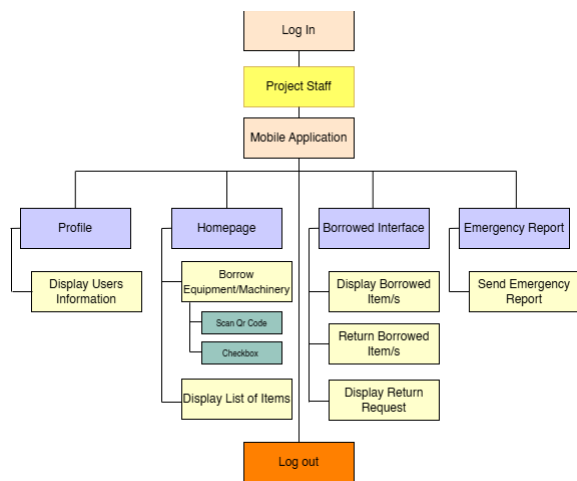 Log In
Project Staff
Mobile Application
Profile
Homepage
Borrowed Interface
Emergency Report
Display Users
Information
Borrow
Equipment/Machinery
Scan Qr Code
Checkbox
Display List of Items
Display Borrowed
Item/s
Return Borrowed
Item/s
Display Return
Request
Send Emergency
Report
Log out